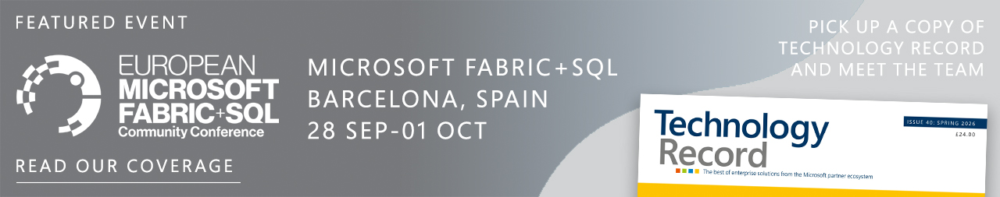 FEATURED EVENT
EUROPEAN
MICROSOFT
FABRIC+SQL
Community Conference
READ OUR COVERAGE
MICROSOFT FABRIC+SQL
BARCELONA, SPAIN
28 SEP-01 OCT
PICK UP A COPY OF
TECHNOLOGY RECORD
AND MEET THE TEAM
Technology
Record
The best of enterprise solutions from the Microsoft partner ecosystem
ISSUE 40: SPRING 2026
£24.00